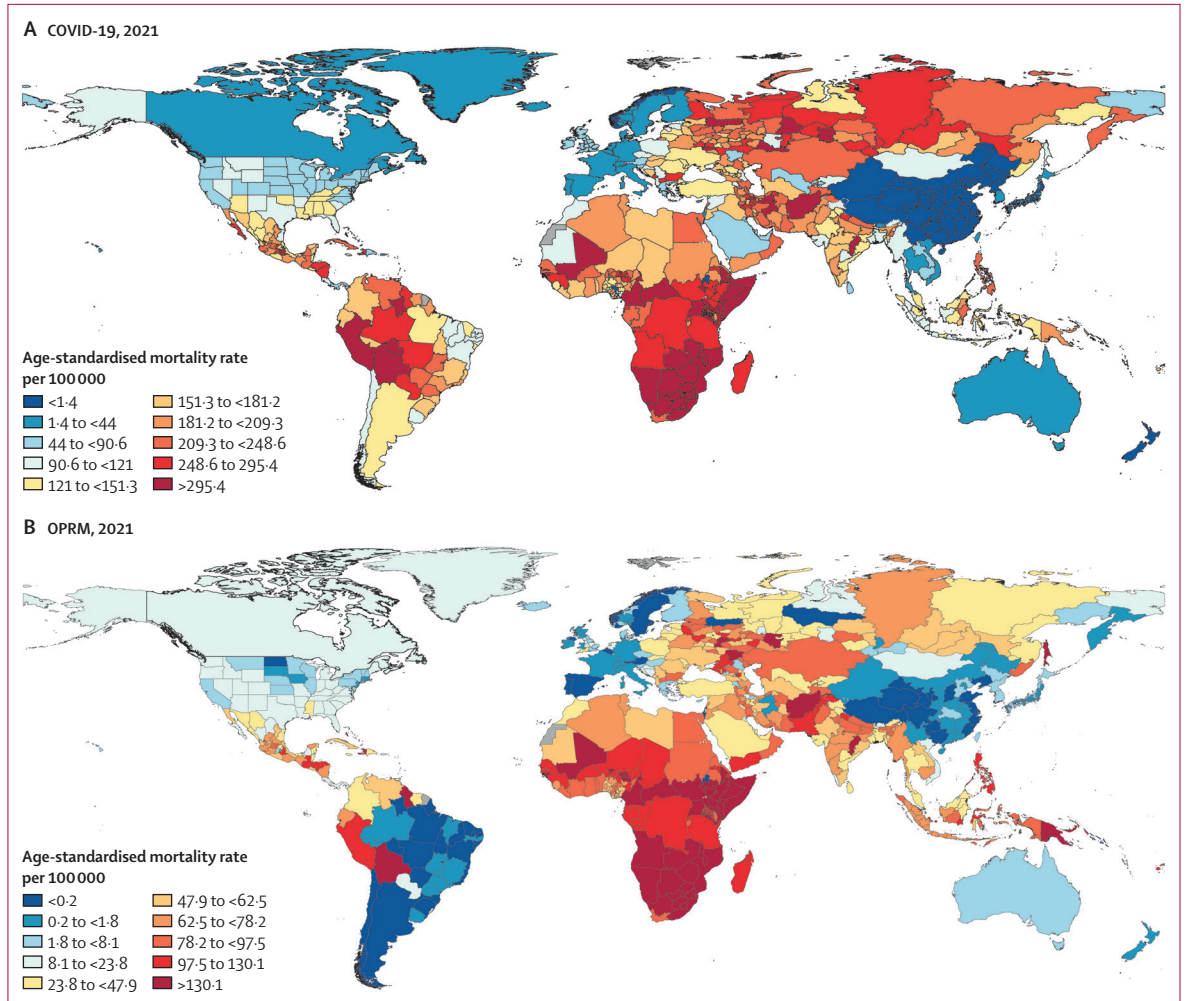 A COVID-19, 2021
Age-standardised mortality rate
per 100 000
<1·4
1·4 to <44
44 to <90·6
90·6 to <121
121 to <151·3
151·3 to <181·2
181·2 to <209·3
209·3 to <248·6
248·6 to 295·4
>295·4
B OPRM, 2021
Age-standardised mortality rate
per 100 000
<0·2
0·2 to <1·8
1·8 to <8·1
8·1 to <23·8
23·8 to <47·9
47·9 to <62·5
62·5 to <78·2
78·2 to <97·5
97·5 to 130·1
>130·1